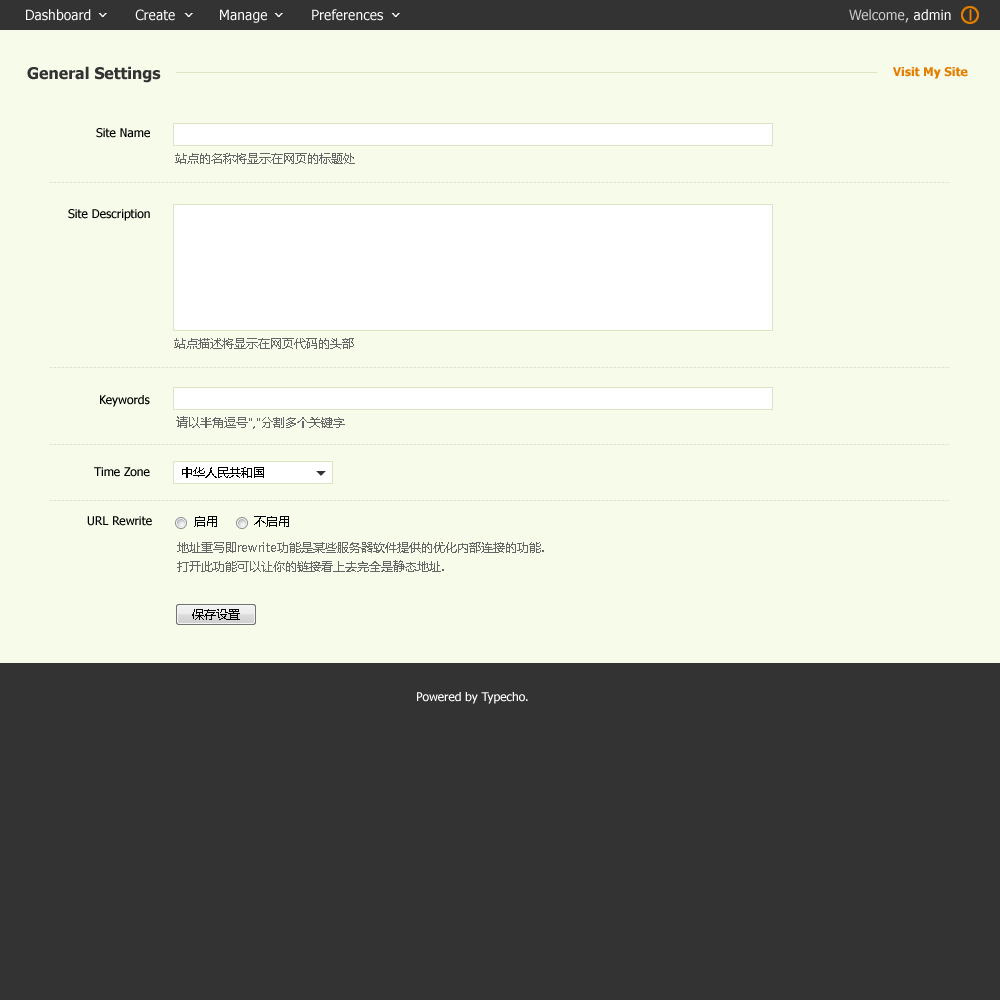 Dashboard Create Manage Preferences Welcome, admin
General Settings Visit My Site
Site Name
站点的名称将显示在网页的标题处
Site Description
站点描述将显示在网页代码的头部
Keywords
请以半角逗号","分割多个关键字
Time Zone 中华人民共和国
URL Rewrite 启用 不启用
地址重写即rewrite功能是某些服务器软件提供的优化内部连接的功能.
打开此功能可以让你的链接看上去完全是静态地址.
保存设置
Powered by Typecho.